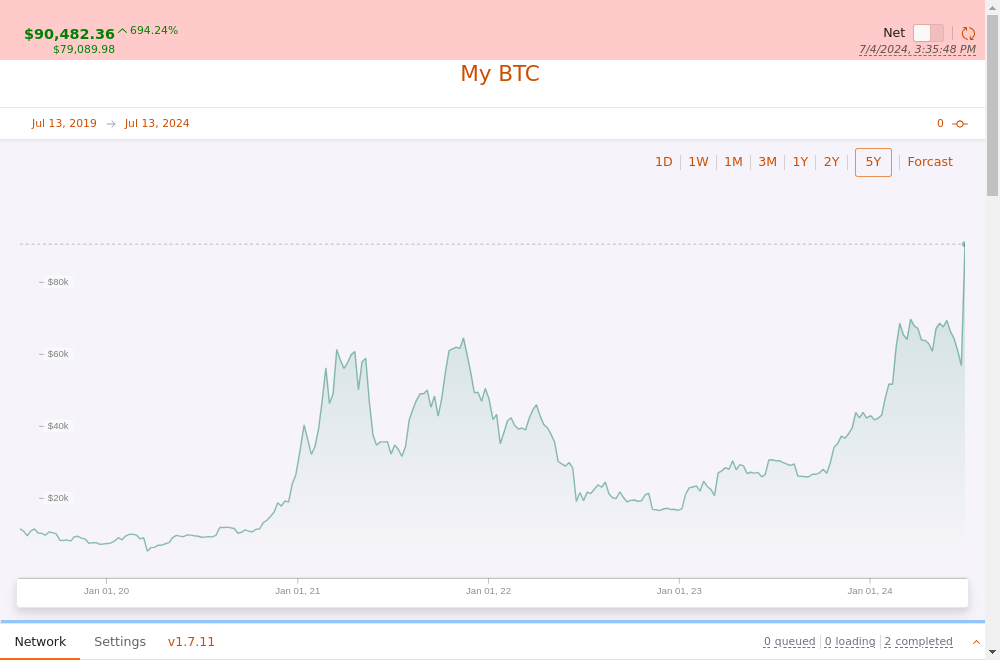 $90,482.36 694.24%
$79,089.98
Net
7/4/2024, 3:35:48 PM
My BTC
Jul 13, 2019 → Jul 13, 2024
0
1D 1W 1M 3M 1Y 2Y 5Y Forcast
$80k
$60k
$40k
$20k
Jan 01, 20 Jan 01, 21 Jan 01, 22 Jan 01, 23 Jan 01, 24
Network Settings v1.7.11
0 queued 0 loading 2 completed